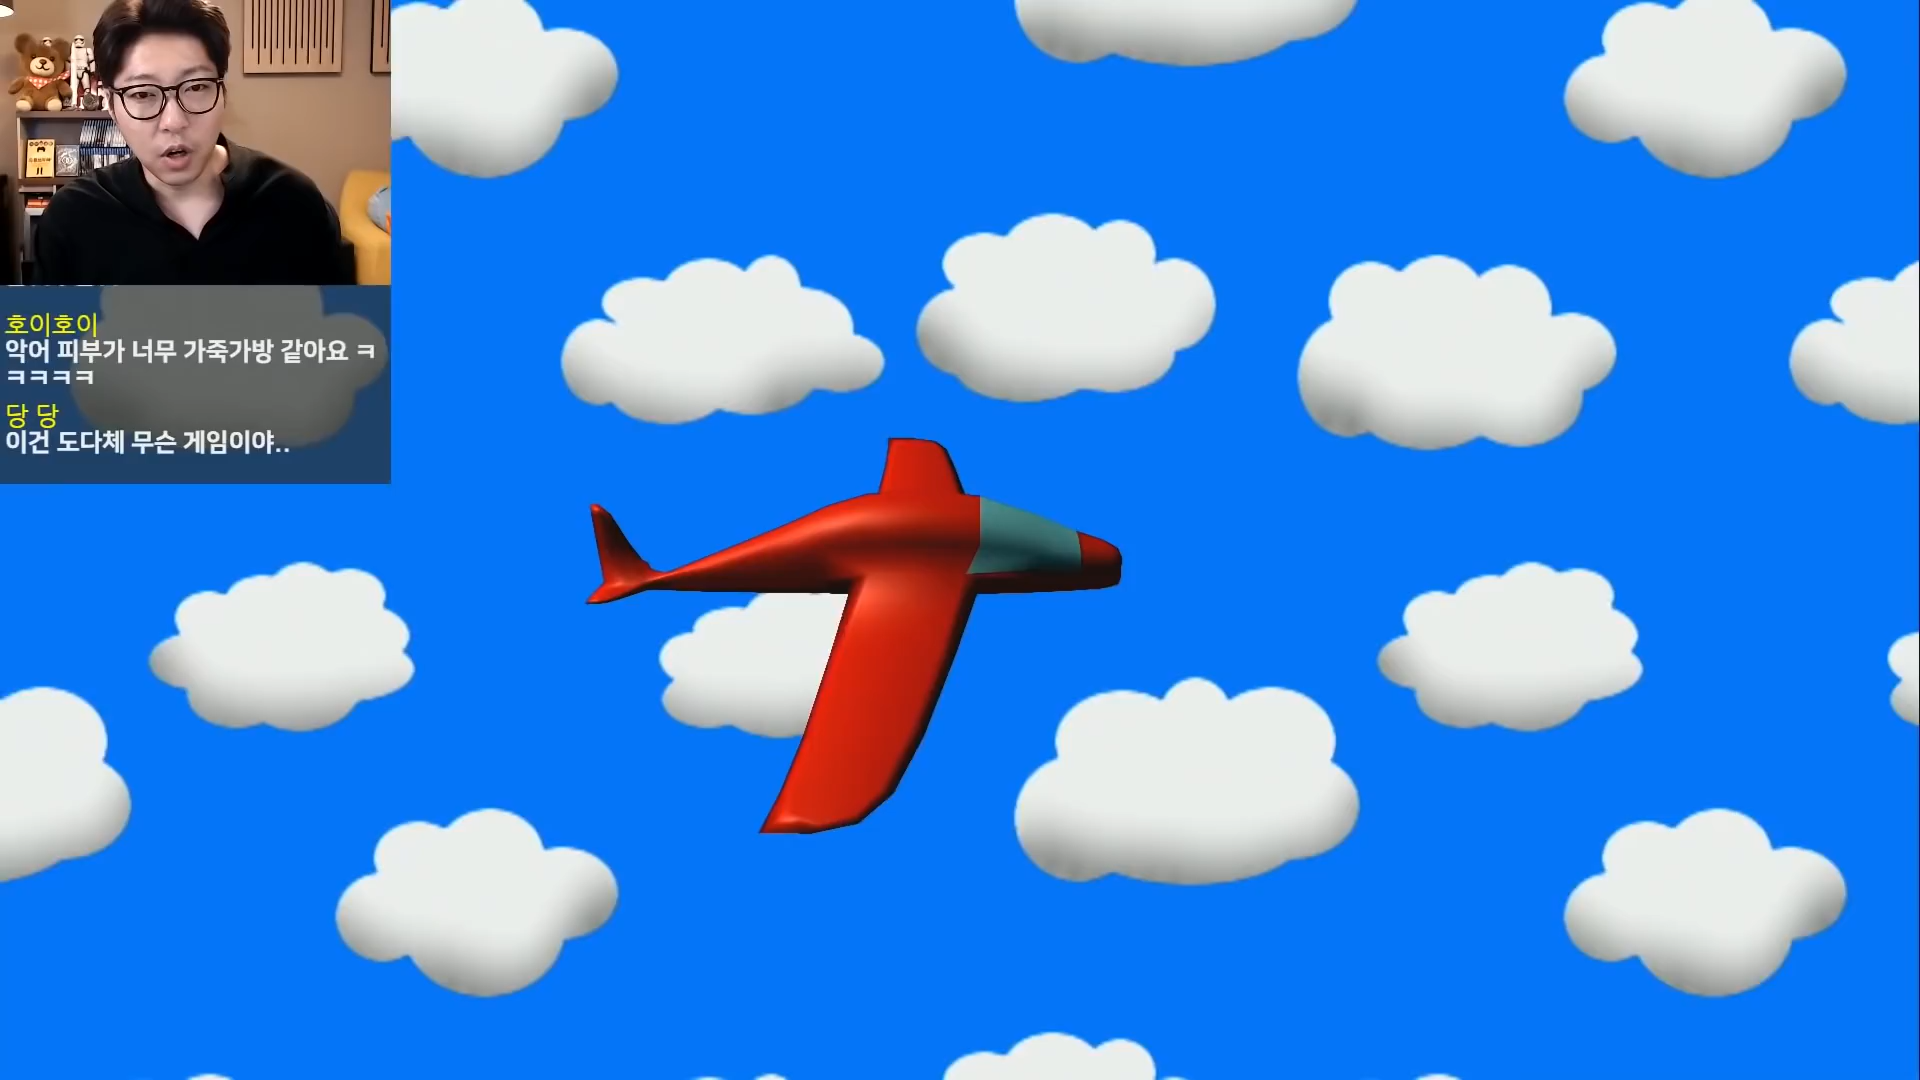 호이호이
악어 피부가 너무 가죽가방 같아요 ㅋ
ㅋㅋㅋㅋ
당 당
이건 도다체 무슨 게임이야..